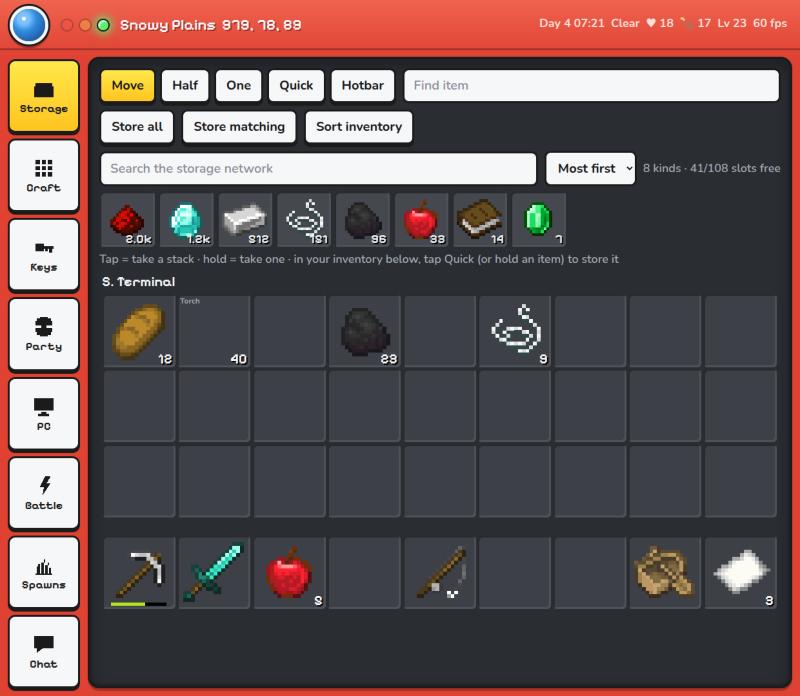 Snowy Plains 979, 78, 89
Day 4 07:21 Clear ♥ 18 17 Lv 23 60 fps
Storage
Craft
Keys
Party
PC
Battle
Spawns
Chat
Move Half One Quick Hotbar Find item
Store all Store matching Sort inventory
Search the storage network Most first 8 kinds · 41/108 slots free
2.0k 1.2k 512 151 96 33 14 7
Tap = take a stack · hold = take one · in your inventory below, tap Quick (or hold an item) to store it
S. Terminal
Torch
12 40 23 9
5 3